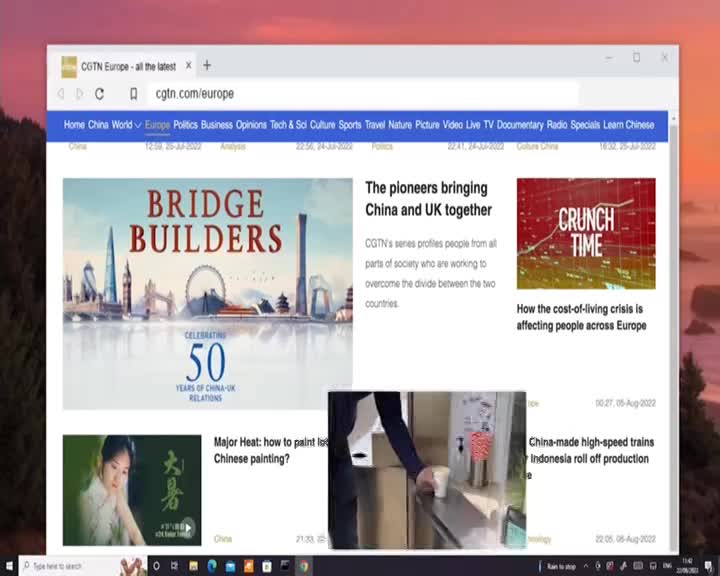 CGTN Europe - all the latest
cgtn.com/europe
Home China World Europe Politics Business Opinions Tech & Sci Culture Sports Travel Nature Picture Video Live TV Documentary Radio Specials Learn Chinese
China 12:59, 25-Jul-2022 Analysis 22:56, 24-Jul-2022 Politics 22:41, 24-Jul-2022 Culture China 16:32, 25-Jul-2022
BRIDGE
BUILDERS
CELEBRATING
50
YEARS OF CHINA-UK
RELATIONS
The pioneers bringing
China and UK together
CGTN's series profiles people from all
parts of society who are working to
overcome the divide between the two
countries.
CRUNCH
TIME
How the cost-of-living crisis is
affecting people across Europe
00:27, 05-Aug-2022
大
暑
Major Heat: how to paint
Chinese painting?
China 21:33,
China-made high-speed trains
Indonesia roll off production
22:05, 06-Aug-2022
Type here to search
Rain to stop
ENG
11:42
22/08/2022